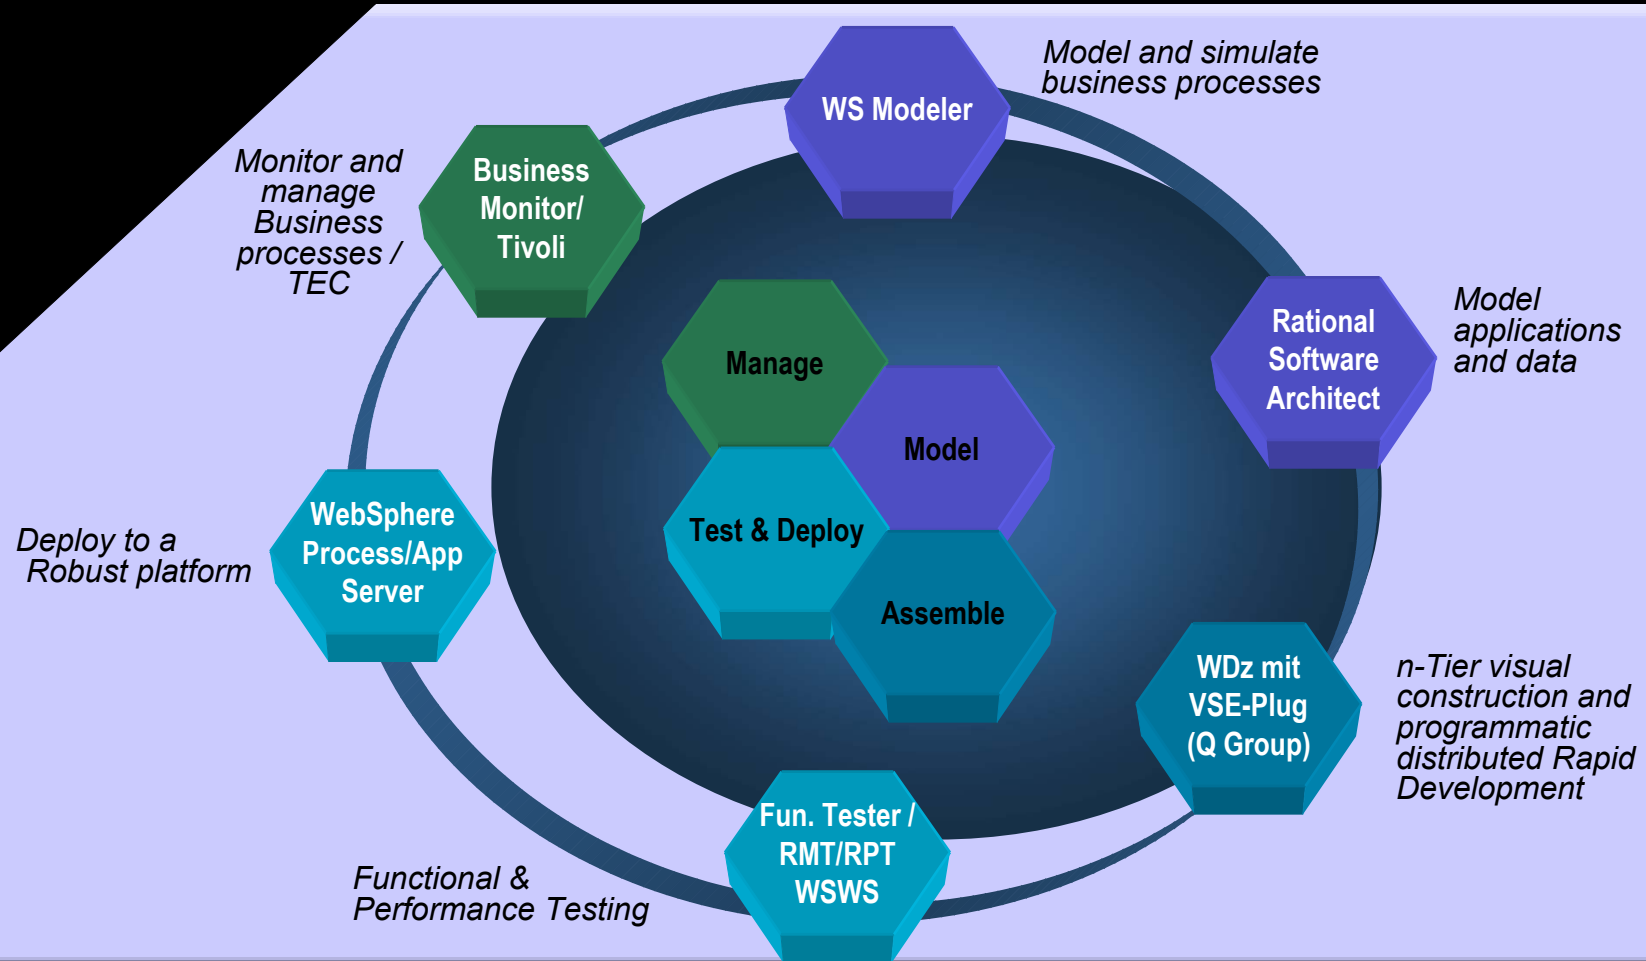 WS Modeler
Model and simulate
business processes
Business
Monitor/
Tivoli
Monitor and
manage
Business
processes /
TEC
Rational
Software
Architect
Model
applications
and data
Manage
Model
Test & Deploy
Assemble
WebSphere
Process/App
Server
Deploy to a
Robust platform
WDz mit
VSE-Plug
(Q Group)
n-Tier visual
construction and
programmatic
distributed Rapid
Development
Fun. Tester /
RMT/RPT
WSWS
Functional &
Performance Testing